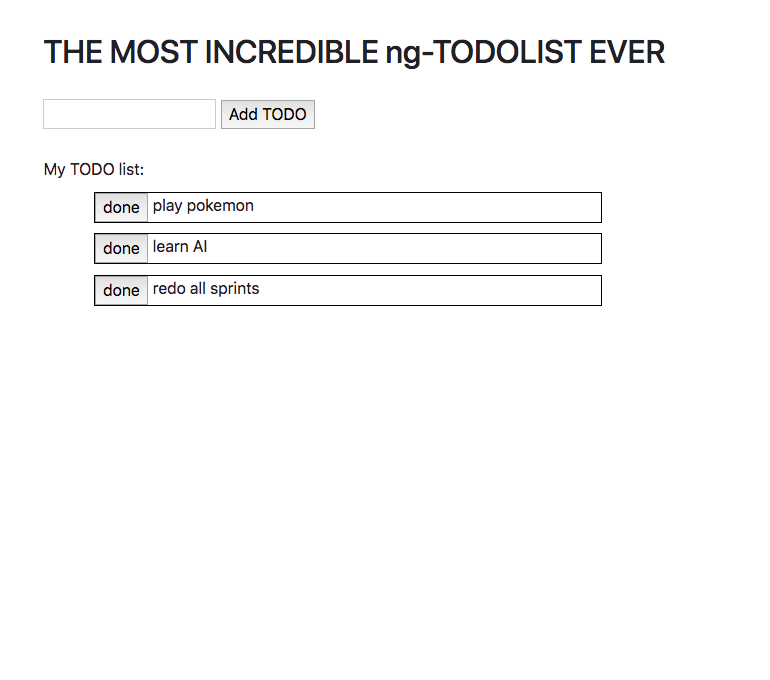 THE MOST INCREDIBLE ng-TODOLIST EVER
Add TODO
My TODO list:
done play pokemon
done learn AI
done redo all sprints